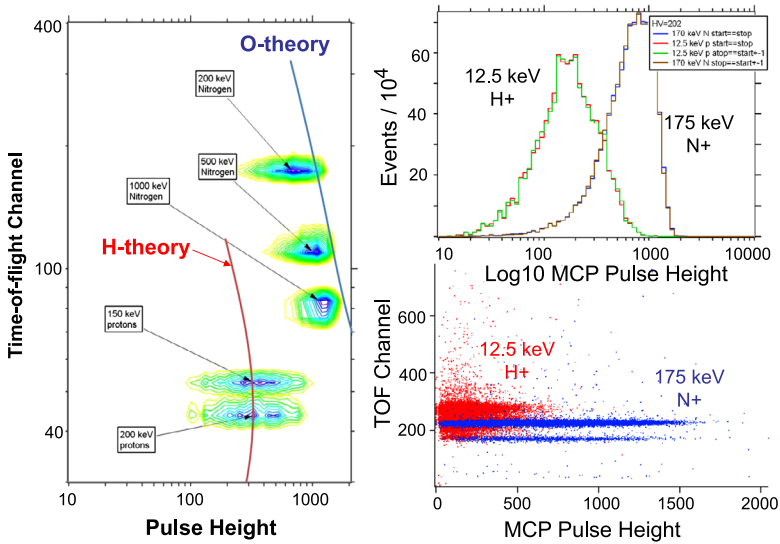 400
100
40
10
100
1000
Time-of-flight Channel
Pulse Height
O-theory
200 keV
Nitrogen
500 keV
Nitrogen
1000 keV
Nitrogen
H-theory
150 keV
protons
200 keV
protons
HV=202
170 keV N start==stop
12.5 keV p start==stop
12.5 keV p atop==start+-1
170 keV N stop==start+-1
12.5 keV
H+
175 keV
N+
60
40
20
Events / 10^4
10
100
1000
10000
Log10 MCP Pulse Height
600
400
200
TOF Channel
12.5 keV
H+
175 keV
N+
0
500
1000
1500
2000
MCP Pulse Height